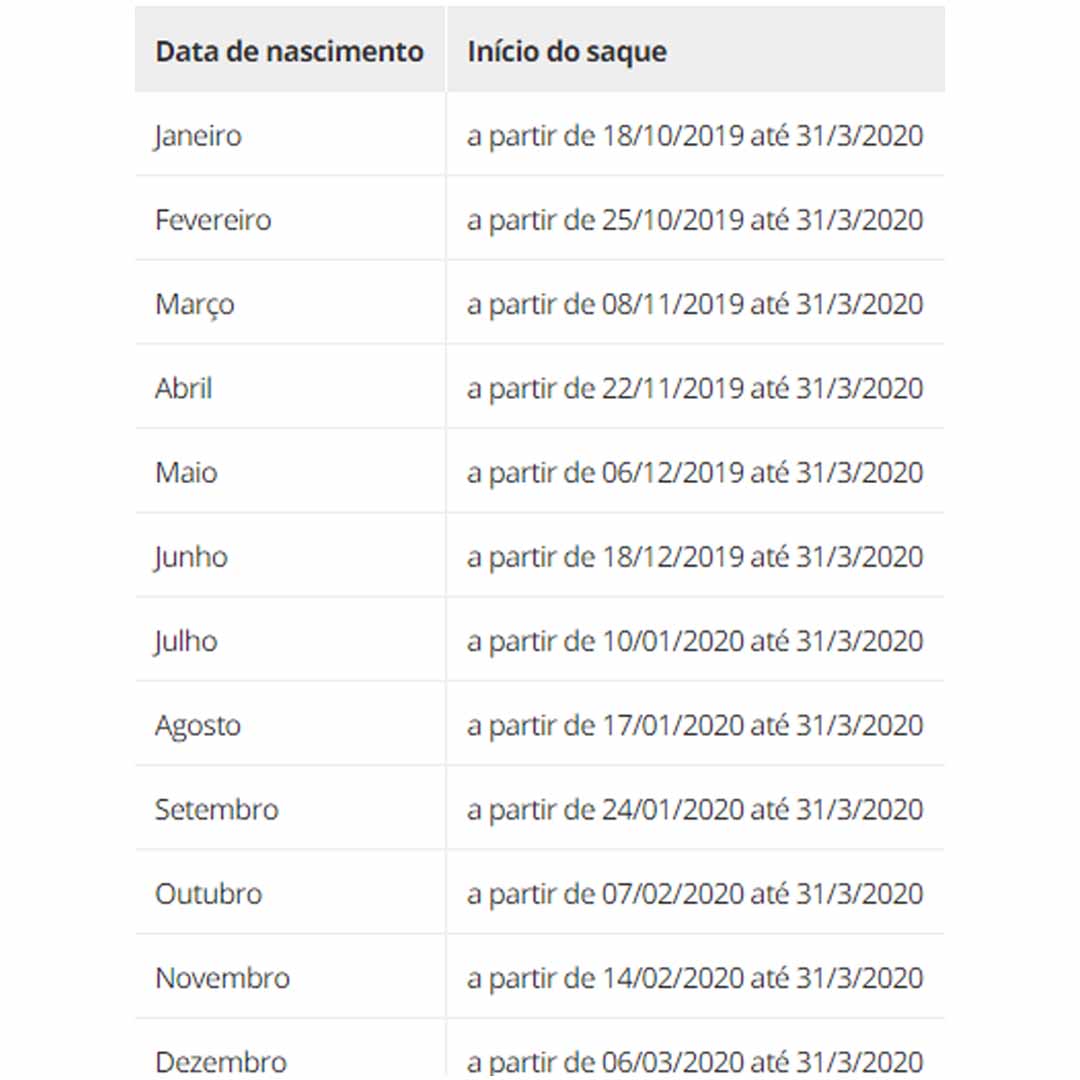 Data de nascimento Início do saque
Janeiro a partir de 18/10/2019 até 31/3/2020
Fevereiro a partir de 25/10/2019 até 31/3/2020
Março a partir de 08/11/2019 até 31/3/2020
Abril a partir de 22/11/2019 até 31/3/2020
Maio a partir de 06/12/2019 até 31/3/2020
Junho a partir de 18/12/2019 até 31/3/2020
Julho a partir de 10/01/2020 até 31/3/2020
Agosto a partir de 17/01/2020 até 31/3/2020
Setembro a partir de 24/01/2020 até 31/3/2020
Outubro a partir de 07/02/2020 até 31/3/2020
Novembro a partir de 14/02/2020 até 31/3/2020
Dezembro a partir de 06/03/2020 até 31/3/2020